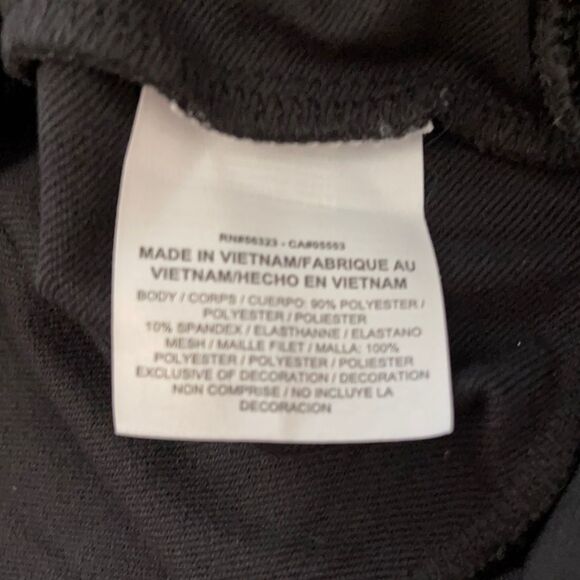 RN#56323 - CA#05553
MADE IN VIETNAM/FABRIQUE AU
VIETNAM/HECHO EN VIETNAM
BODY / CORPS / CUERPO: 90% POLYESTER /
POLYESTER / POLIESTER
10% SPANDEX / ELASTHANNE / ELASTANO
MESH / MAILLE FILET / MALLA: 100%
POLYESTER / POLYESTER / POLIESTER
EXCLUSIVE OF DECORATION / DECORATION
NON COMPRISE / NO INCLUYE LA
DECORACION